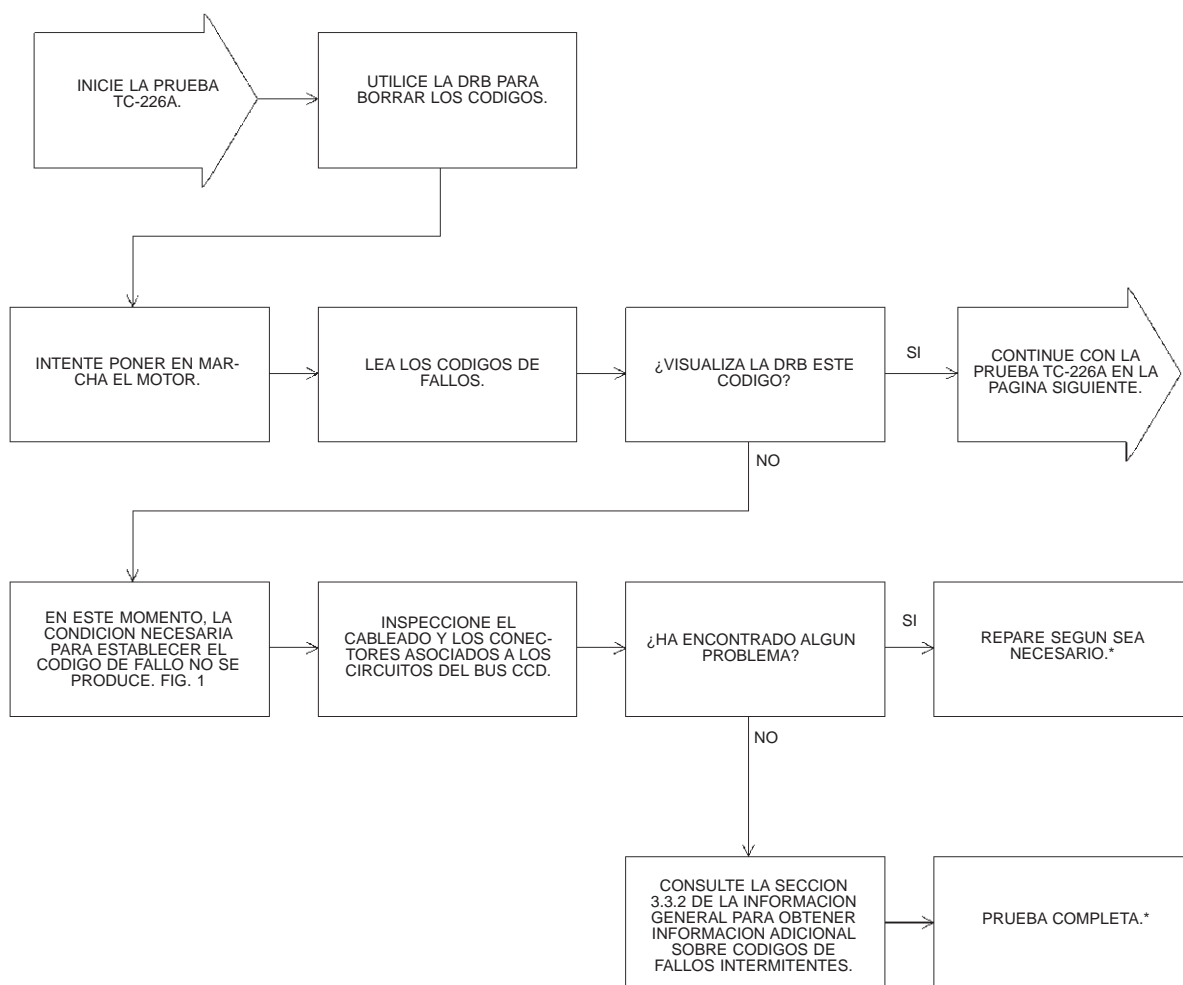 INICIE LA PRUEBA
TC-226A.
UTILICE LA DRB PARA
BORRAR LOS CODIGOS.
INTENTE PONER EN MAR-
CHA EL MOTOR.
LEA LOS CODIGOS DE
FALLOS.
¿VISUALIZA LA DRB ESTE
CODIGO?
SI
CONTINUE CON LA
PRUEBA TC-226A EN LA
PAGINA SIGUIENTE.
NO
EN ESTE MOMENTO, LA
CONDICION NECESARIA
PARA ESTABLECER EL
CODIGO DE FALLO NO SE
PRODUCE. FIG. 1
INSPECCIONE EL
CABLEADO Y LOS CONEC-
TORES ASOCIADOS A LOS
CIRCUITOS DEL BUS CCD.
¿HA ENCONTRADO ALGUN
PROBLEMA?
SI
REPARE SEGUN SEA
NECESARIO.*
NO
CONSULTE LA SECCION
3.3.2 DE LA INFORMACION
GENERAL PARA OBTENER
INFORMACION ADICIONAL
SOBRE CODIGOS DE
FALLOS INTERMITENTES.
PRUEBA COMPLETA.*